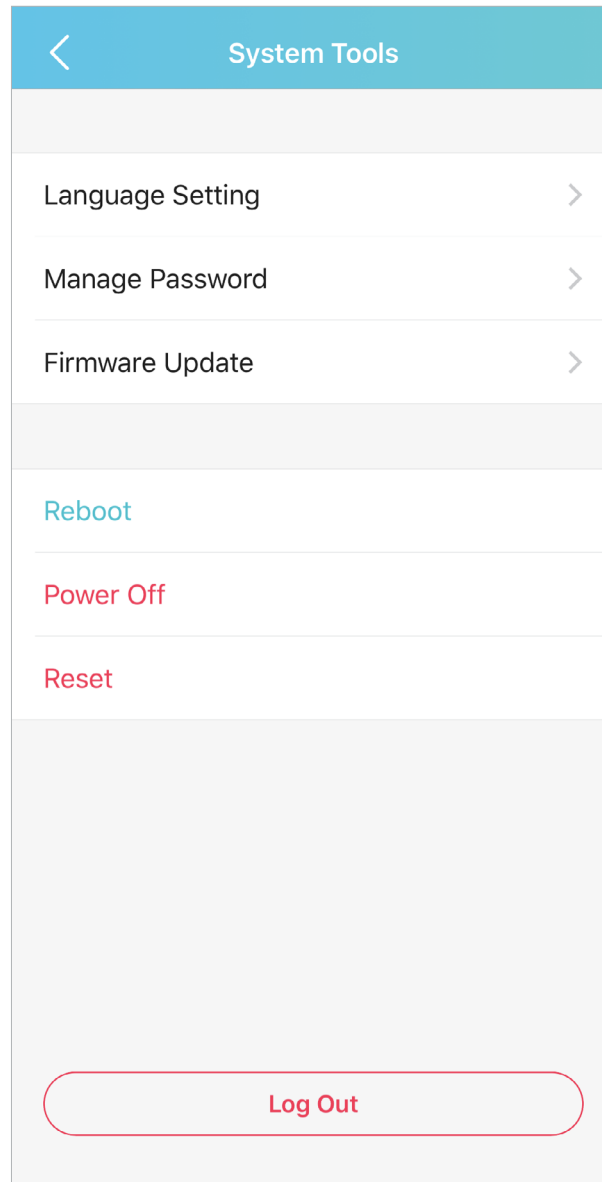 System Tools
Language Setting
Manage Password
Firmware Update
Reboot
Power Off
Reset
Log Out